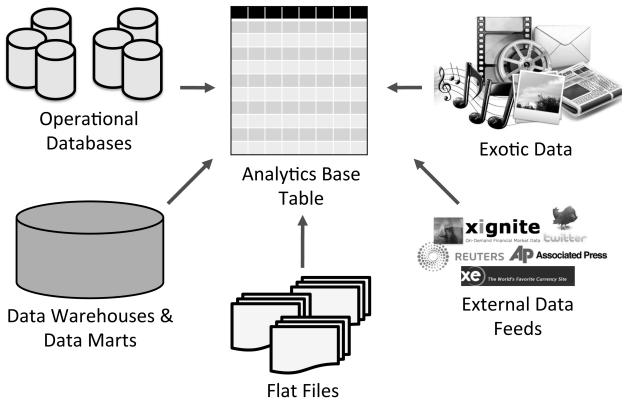 Operational
Databases
Analytics Base
Table
Exotic Data
Data Warehouses &
Data Marts
Flat Files
xignite
On-Demand Financial Market Data
twitter
REUTERS
AP Associated Press
xe The World's Favorite Currency Site
External Data
Feeds